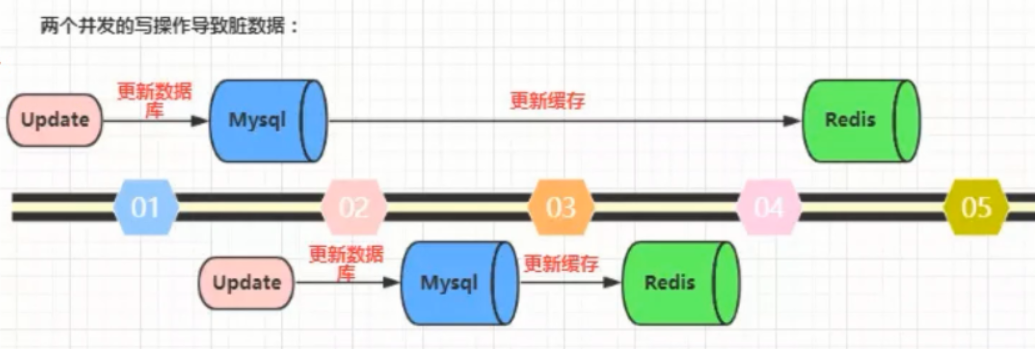 两个并发的写操作导致脏数据：
更新数据
库
更新缓存
Update
Mysql
Redis
01
02
03
04
05
更新数据
库
更新缓存
Update
Mysql
Redis